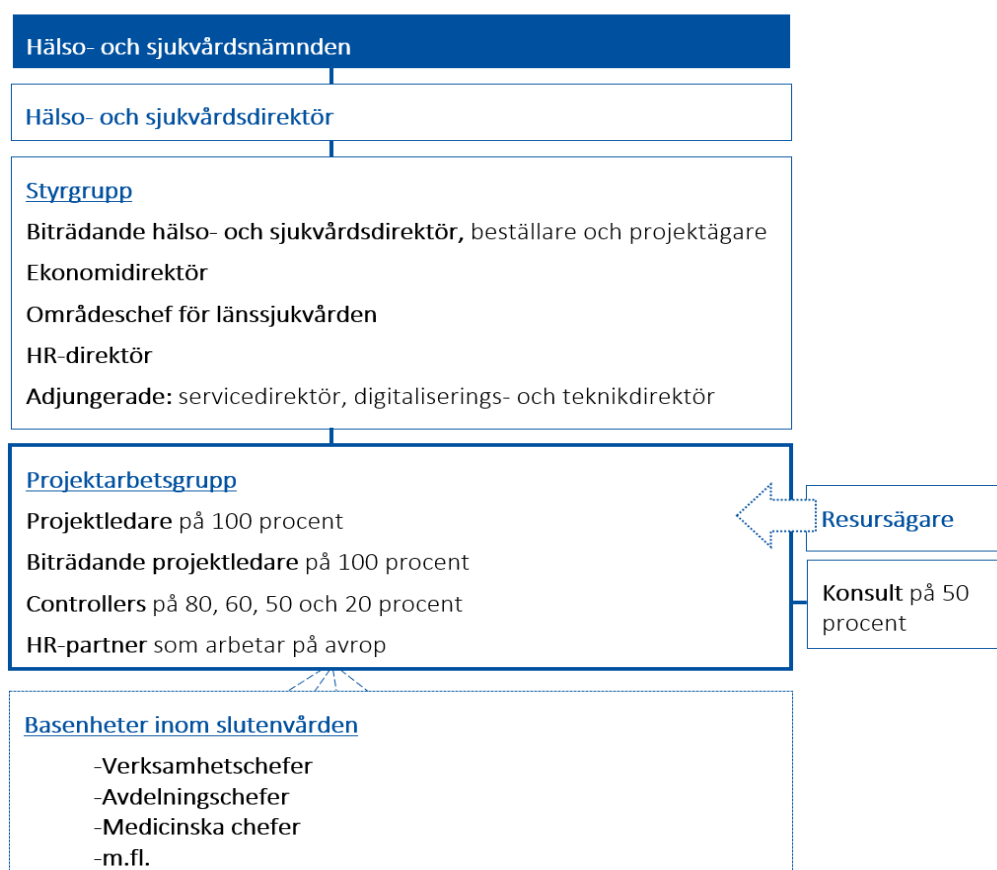 Hälso- och sjukvårdsnämnden
Hälso- och sjukvårdsdirektör
Styrgrupp
Biträdande hälso- och sjukvårdsdirektör, beställare och projektägare
Ekonomidirektör
Områdeschef för länssjukvården
HR-direktör
Adjungerade: servicedirektör, digitaliserings- och teknikdirektör
Projektarbetsgrupp
Projektledare på 100 procent
Biträdande projektledare på 100 procent
Controllers på 80, 60, 50 och 20 procent
HR-partner som arbetar på avrop
Resursägare
Konsult på 50
procent
Basenheter inom slutenvården
-Verksamhetschefer
-Avdelningschefer
-Medicinska chefer
-m.fl.